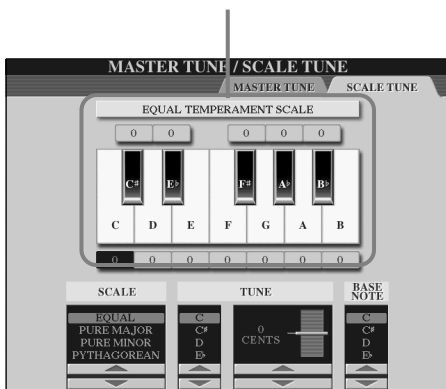 MASTER TUNE / SCALE TUNE
MASTER TUNE SCALE TUNE
EQUAL TEMPERAMENT SCALE
0 0 0 0 0
C# E♭ F# A♭ B♭
C D E F G A B
0 0 0 0 0 0 0
SCALE TUNE BASE NOTE
EQUAL C 0 CENTS C
PURE MAJOR C# C#
PURE MINOR D D
PYTHAGOREAN E♭ E♭